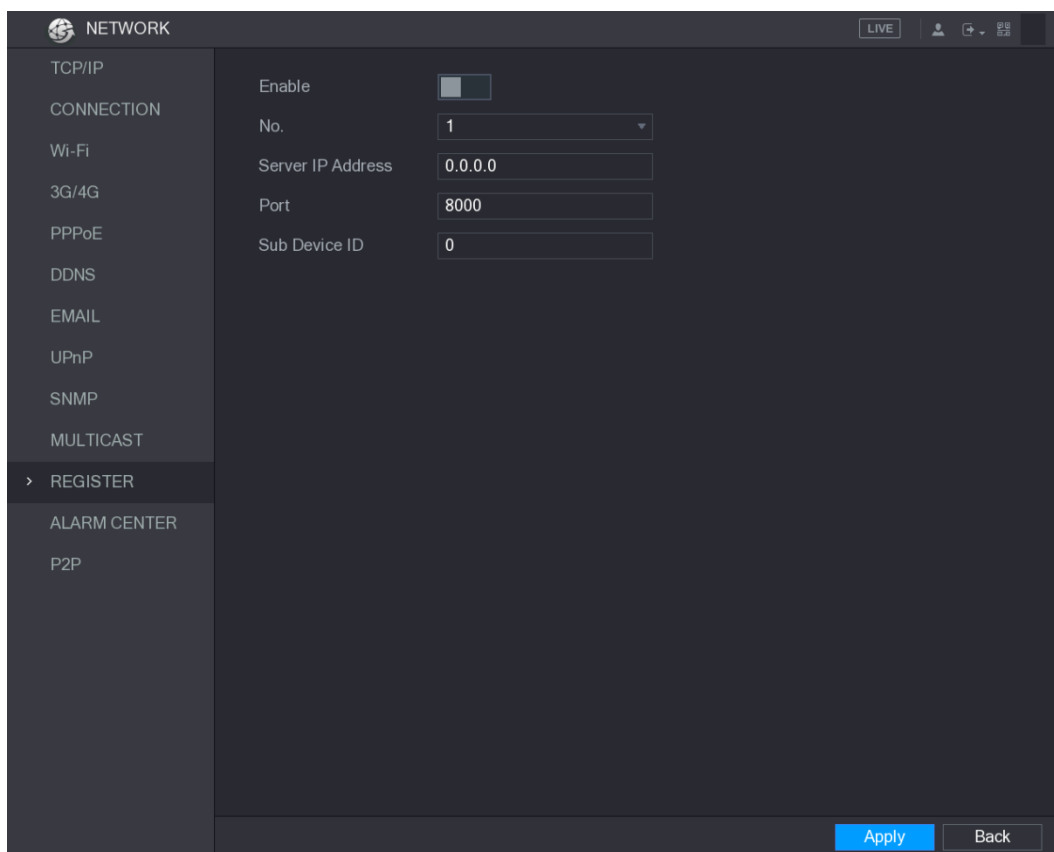 NETWORK
LIVE
TCP/IP
CONNECTION
Wi-Fi
3G/4G
PPPoE
DDNS
EMAIL
UPnP
SNMP
MULTICAST
> REGISTER
ALARM CENTER
P2P
Enable
No. 1
Server IP Address 0.0.0.0
Port 8000
Sub Device ID 0
Apply Back